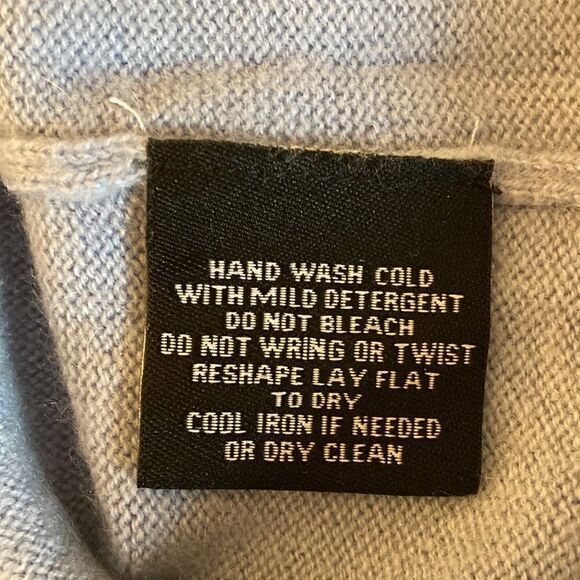 HAND WASH COLD
WITH MILD DETERGENT
DO NOT BLEACH
DO NOT WRING OR TWIST
RESHAPE LAY FLAT
TO DRY
COOL IRON IF NEEDED
OR DRY CLEAN